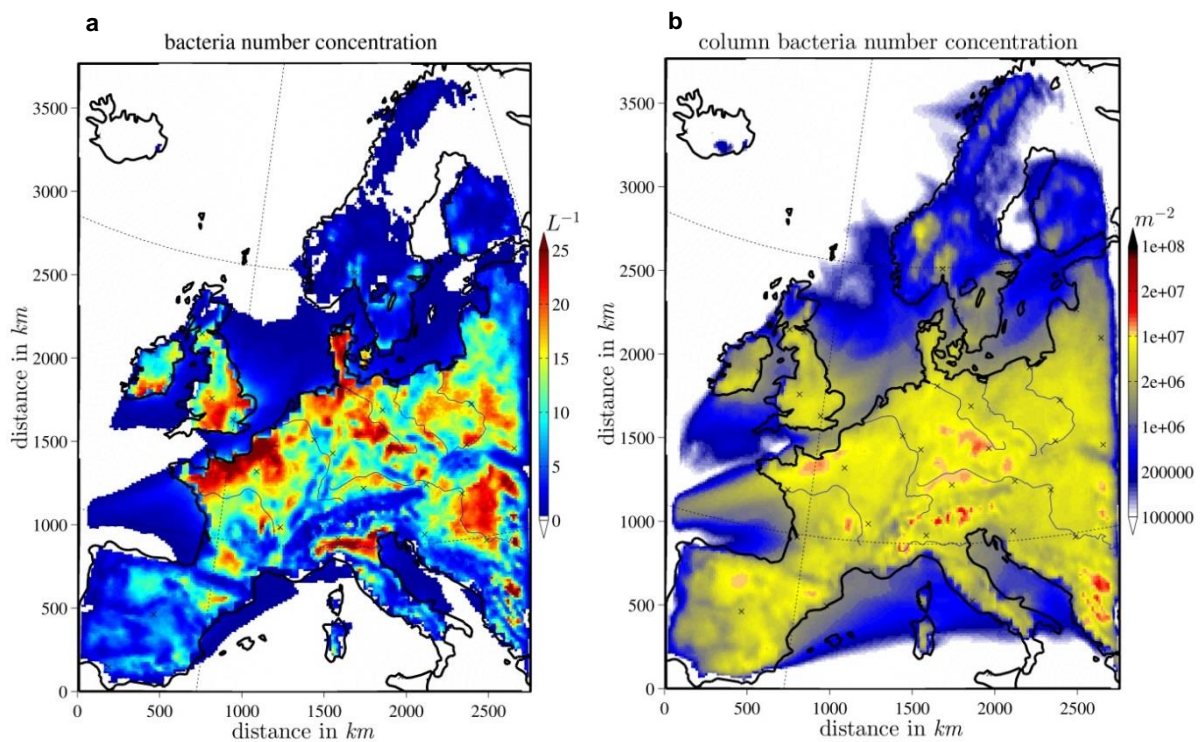 a
bacteria number concentration
3500
3000
2500
2000
1500
1000
500
0
distance in km
0
500
1000
1500
2000
2500
distance in km
L⁻¹
25
20
15
10
5
0
b
column bacteria number concentration
3500
3000
2500
2000
1500
1000
500
0
distance in km
0
500
1000
1500
2000
2500
distance in km
m⁻²
1e+08
2e+07
1e+07
2e+06
1e+06
200000
100000